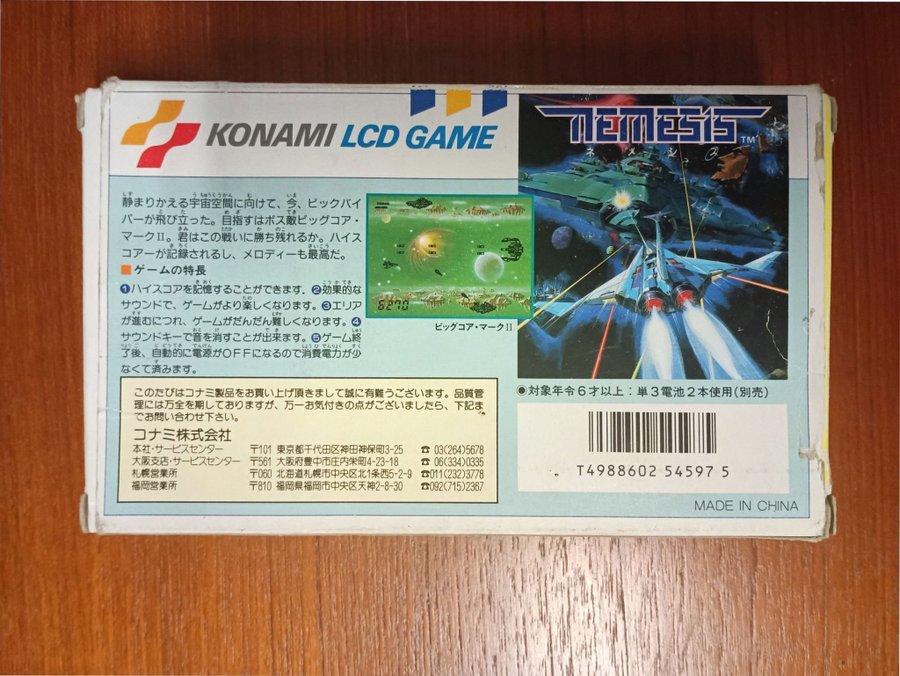 KONAMI LCD GAME
NEMESIS TM
ネメシス
静まりかえる宇宙空間に向けて、今、ビックバイ
パーが飛び立った。目指すはボス敵ビッグコア・
マークⅡ。君はこの戦いに勝ち残れるか。ハイス
コアーが記録されるし、メロディーも最高だ。
■ゲームの特長
❶ハイスコアを記憶することができます。❷効果的な
サウンドで、ゲームがより楽しくなります。❸エリア
が進むにつれ、ゲームがだんだん難しくなります。❹
サウンドキーで音を消すことが出来ます。❺ゲーム終
了後、自動的に電源がOFFになるので消費電力が少
なくて済みます。
6270
ビッグコア・マークⅡ
このたびはコナミ製品をお買い上げ頂きまして誠に有難うございます。品質管
理には万全を期しておりますが、万一お気付きの点がございましたら、下記ま
でお問い合わせ下さい。
コナミ株式会社
本社・サービスセンター 〒101 東京都千代田区神田神保町3-25 ☎ 03(264)5678
大阪支店・サービスセンター 〒561 大阪府豊中市庄内栄町4-23-18 ☎ 06(334)0335
札幌営業所 〒060 北海道札幌市中央区北1条西5-2-9 ☎011(232)3778
福岡営業所 〒810 福岡県福岡市中央区天神2-8-30 ☎092(715)2367
●対象年令6才以上：単3電池2本使用(別売)
T4988602 54597 5
MADE IN CHINA